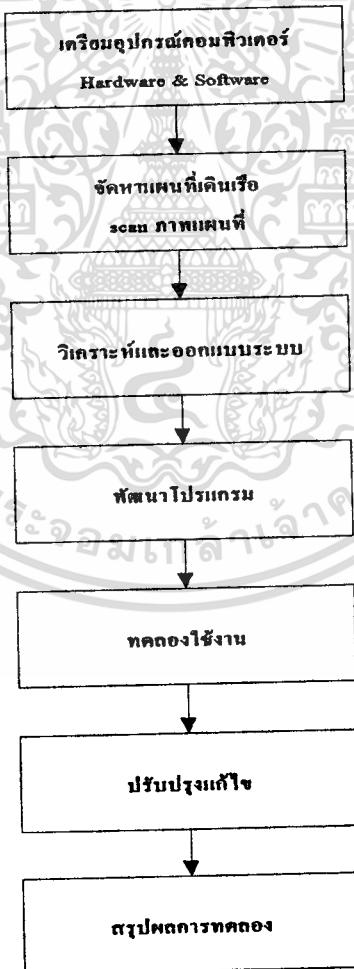 เตรียมอุปกรณ์คอมพิวเตอร์
Hardware & Software
จัดหาแผนที่เดินเรือ
scan ภาพแผนที่
วิเคราะห์และออกแบบระบบ
พัฒนาโปรแกรม
ทดลองใช้งาน
ปรับปรุงแก้ไข
สรุปผลการทดลอง